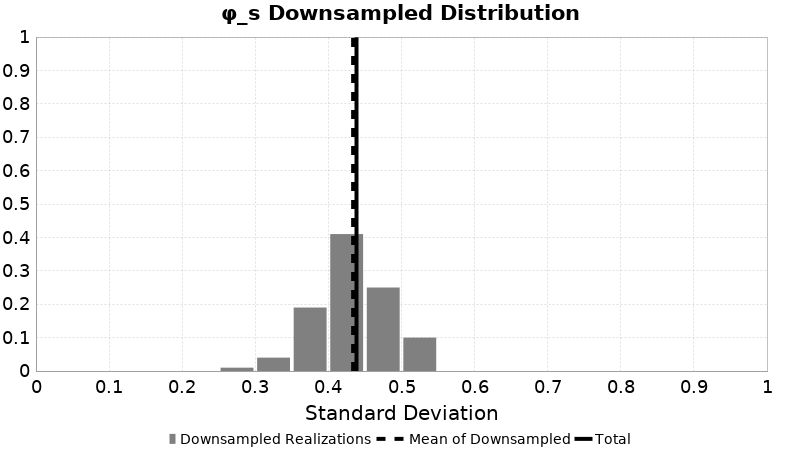 φ_s Downsampled Distribution
1
0.9
0.8
0.7
0.6
0.5
0.4
0.3
0.2
0.1
0
0 0.1 0.2 0.3 0.4 0.5 0.6 0.7 0.8 0.9 1
Standard Deviation
Downsampled Realizations Mean of Downsampled Total